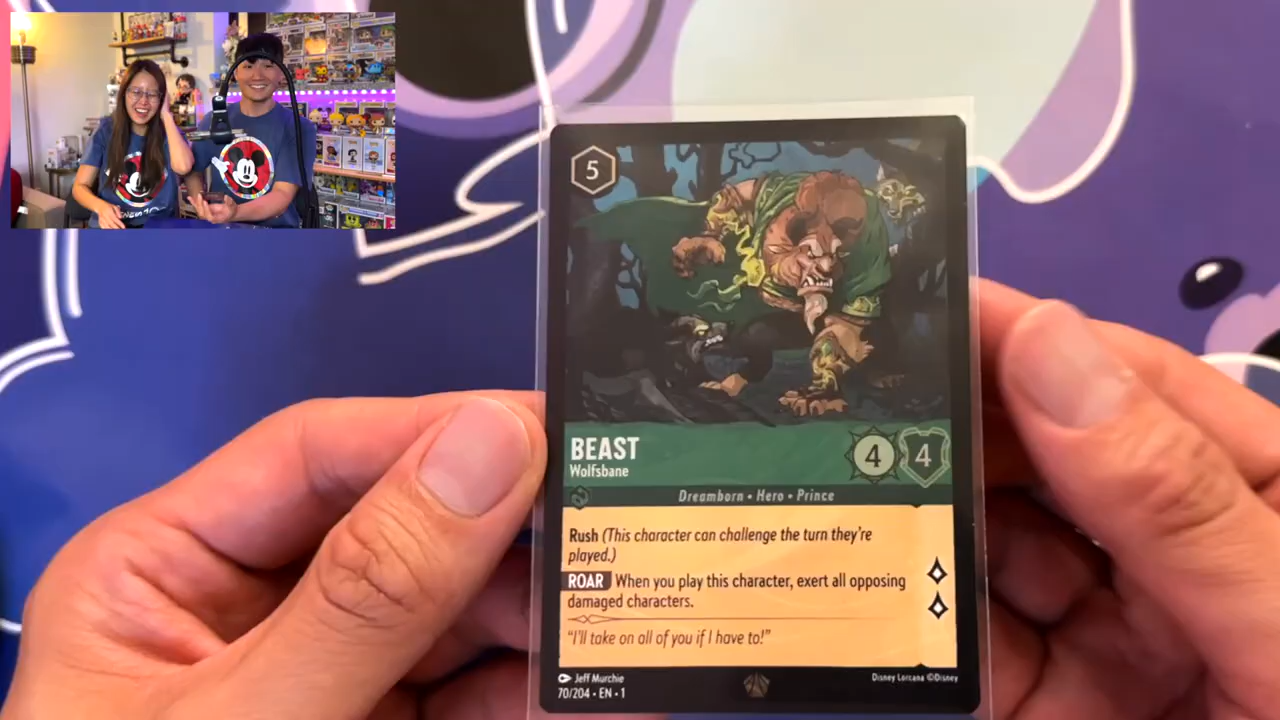 5
BEAST
Wolfsbane
4 4
Dreamborn • Hero • Prince
Rush (This character can challenge the turn they're
played.)
ROAR When you play this character, exert all opposing
damaged characters.
"I'll take on all of you if I have to!"
Jeff Murchie
70/204 • EN • 1
Disney Lorcana ©Disney